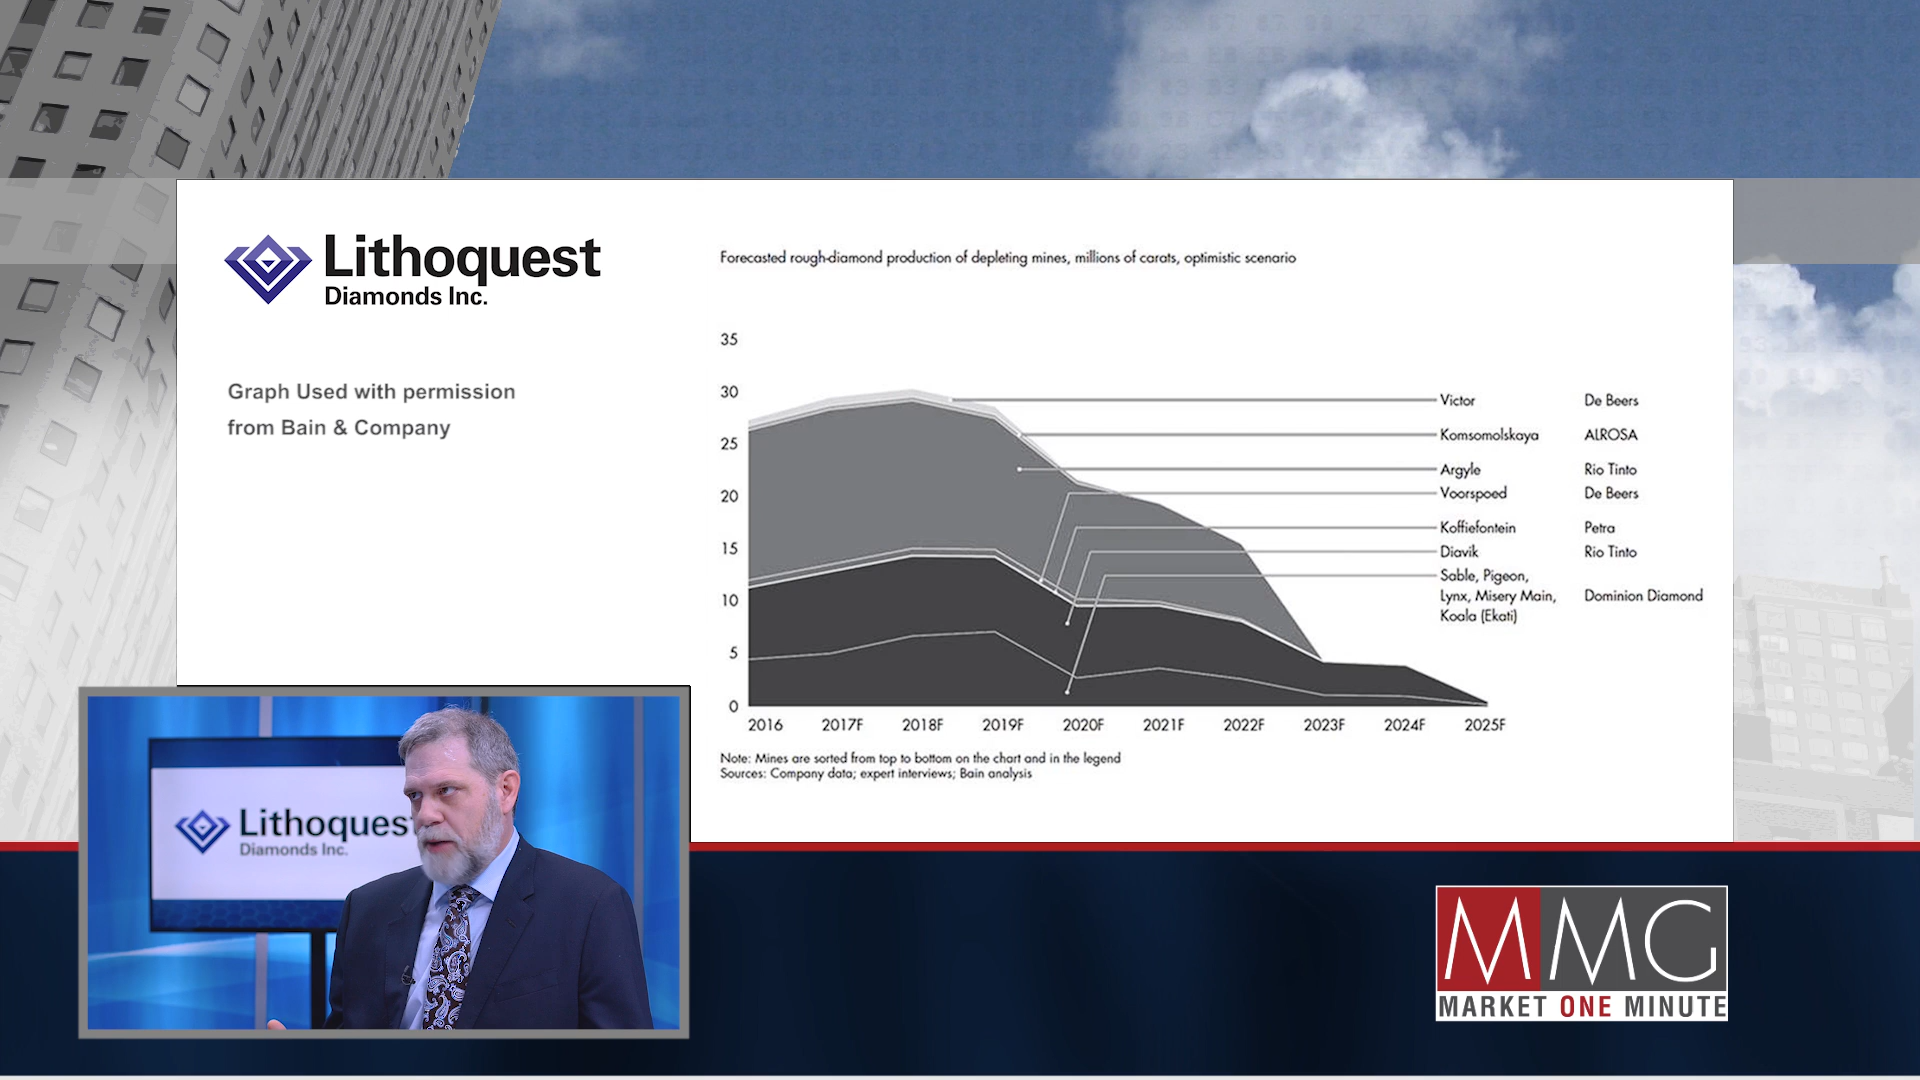 Lithoquest
Diamonds Inc.
Graph Used with permission
from Bain & Company
Forecasted rough-diamond production of depleting mines, millions of carats, optimistic scenario
35
30
25
20
15
10
5
0
2016 2017F 2018F 2019F 2020F 2021F 2022F 2023F 2024F 2025F
Victor De Beers
Komsomolskaya ALROSA
Argyle Rio Tinto
Voorspoed De Beers
Koffiefontein Petra
Diavik Rio Tinto
Sable, Pigeon,
Lynx, Misery Main, Dominion Diamond
Koala (Ekati)
Note: Mines are sorted from top to bottom on the chart and in the legend
Sources: Company data; expert interviews; Bain analysis
Lithoquest
Diamonds Inc.
MMG
MARKET ONE MINUTE